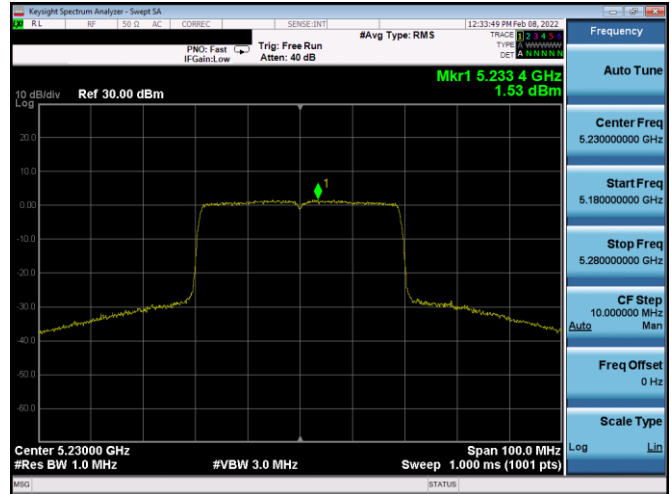 Keysight Spectrum Analyzer - Swept SA
LXI RL RF 50 Ω AC CORREC SENSE:INT 12:33:49 PM Feb 08, 2022
#Avg Type: RMS
TRACE 1 2 3 4 5 6
TYPE A WWWWW
DET A N N N N N
PNO: Fast
IFGain:Low
Trig: Free Run
Atten: 40 dB
Mkr1 5.233 4 GHz
1.53 dBm
10 dB/div
Log
Ref 30.00 dBm
20.0
10.0
1
0.00
-10.0
-20.0
-30.0
-40.0
-50.0
-60.0
Center 5.23000 GHz
Span 100.0 MHz
#Res BW 1.0 MHz
#VBW 3.0 MHz
Sweep 1.000 ms (1001 pts)
MSG
STATUS
Frequency
Auto Tune
Center Freq
5.230000000 GHz
Start Freq
5.180000000 GHz
Stop Freq
5.280000000 GHz
CF Step
10.000000 MHz
Auto Man
Freq Offset
0 Hz
Scale Type
Log Lin